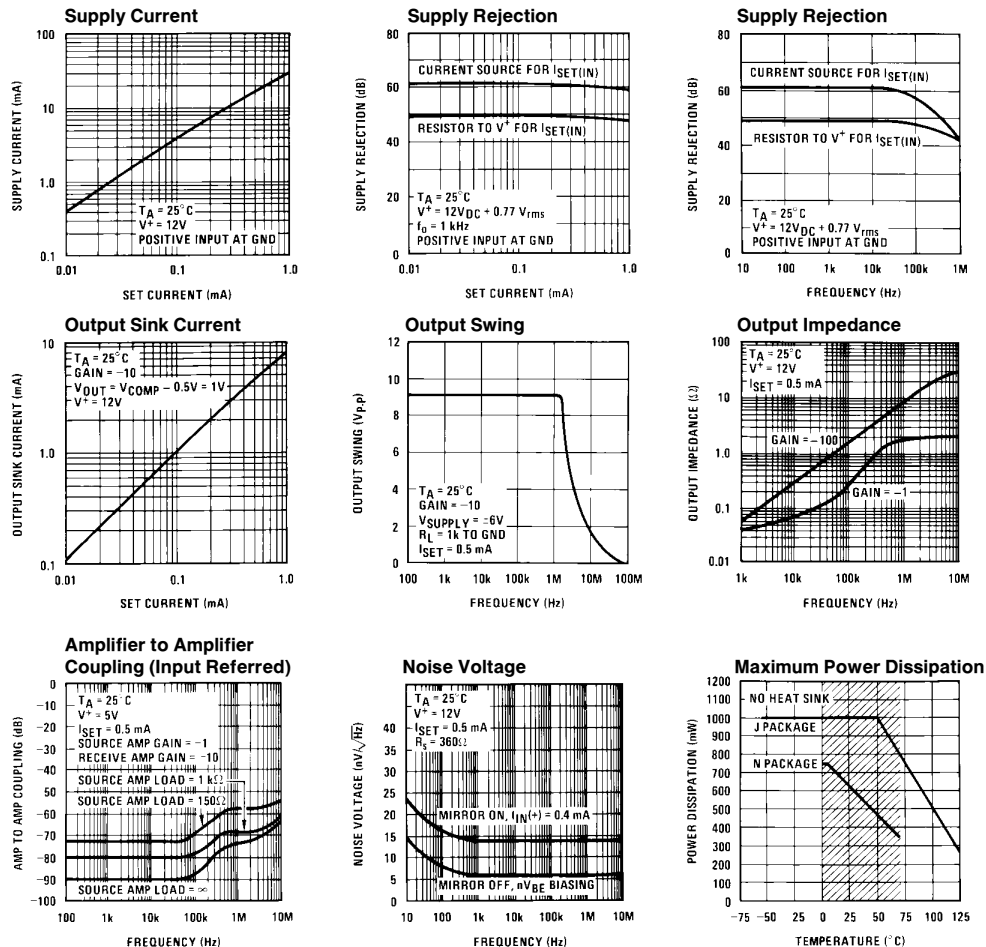 Supply Current
100
10
1.0
0.1
SUPPLY CURRENT (mA)
TA = 25°C
V+ = 12V
POSITIVE INPUT AT GND
0.01
0.1
1.0
SET CURRENT (mA)
Supply Rejection
80
60
40
20
0
SUPPLY REJECTION (dB)
CURRENT SOURCE FOR ISET(IN)
RESISTOR TO V+ FOR ISET(IN)
TA = 25°C
V+ = 12VDC + 0.77 Vrms
fo = 1 kHz
POSITIVE INPUT AT GND
0.01
0.1
1.0
SET CURRENT (mA)
Supply Rejection
80
60
40
20
0
SUPPLY REJECTION (dB)
CURRENT SOURCE FOR ISET(IN)
RESISTOR TO V+ FOR ISET(IN)
TA = 25°C
V+ = 12VDC + 0.77 Vrms
POSITIVE INPUT AT GND
10
100
1k
10k
100k
1M
FREQUENCY (Hz)
Output Sink Current
10
1.0
0.1
OUTPUT SINK CURRENT (mA)
TA = 25°C
GAIN = −10
VOUT = VCOMP − 0.5V = 1V
V+ = 12V
0.01
0.1
1.0
SET CURRENT (mA)
Output Swing
12
10
8
6
4
2
0
OUTPUT SWING (Vp-p)
TA = 25°C
GAIN = −10
VSUPPLY = ±6V
RL = 1k TO GND
ISET = 0.5 mA
100
1k
10k
100k
1M
10M
100M
FREQUENCY (Hz)
Output Impedance
100
10
1.0
0.1
0.01
OUTPUT IMPEDANCE (Ω)
TA = 25°C
V+ = 12V
ISET = 0.5 mA
GAIN = −100
GAIN = −1
1k
10k
100k
1M
10M
FREQUENCY (Hz)
Amplifier to Amplifier
Coupling (Input Referred)
0
−10
−20
−30
−40
−50
−60
−70
−80
−90
−100
AMP TO AMP COUPLING (dB)
TA = 25°C
V+ = 5V
ISET = 0.5 mA
SOURCE AMP GAIN = −1
RECEIVE AMP GAIN = −10
SOURCE AMP LOAD = 1 kΩ
SOURCE AMP LOAD = 150Ω
SOURCE AMP LOAD = ∞
100
1k
10k
100k
1M
10M
FREQUENCY (Hz)
Noise Voltage
40
35
30
25
20
15
10
5
0
NOISE VOLTAGE (nV/√Hz)
TA = 25°C
V+ = 12V
ISET = 0.5 mA
Rs = 360Ω
MIRROR ON, IIN(+) = 0.4 mA
MIRROR OFF, nVBE BIASING
10
100
1k
10k
100k
1M
10M
FREQUENCY (Hz)
Maximum Power Dissipation
1200
1100
1000
900
800
700
600
500
400
300
200
100
0
POWER DISSIPATION (mW)
NO HEAT SINK
J PACKAGE
N PACKAGE
−75
−50
−25
0
25
50
75
100
125
TEMPERATURE (°C)